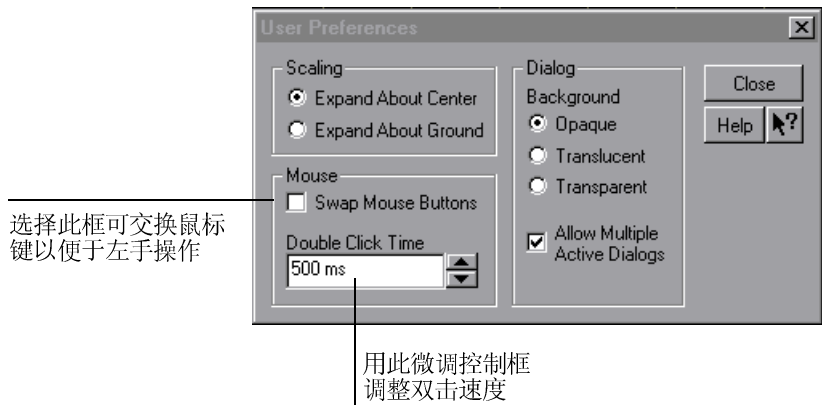 User Preferences
Scaling
Expand About Center
Expand About Ground
Mouse
Swap Mouse Buttons
Double Click Time
500 ms
Dialog
Background
Opaque
Translucent
Transparent
Allow Multiple
Active Dialogs
Close
Help
?
选择此框可交换鼠标
键以便于左手操作
用此微调控制框
调整双击速度